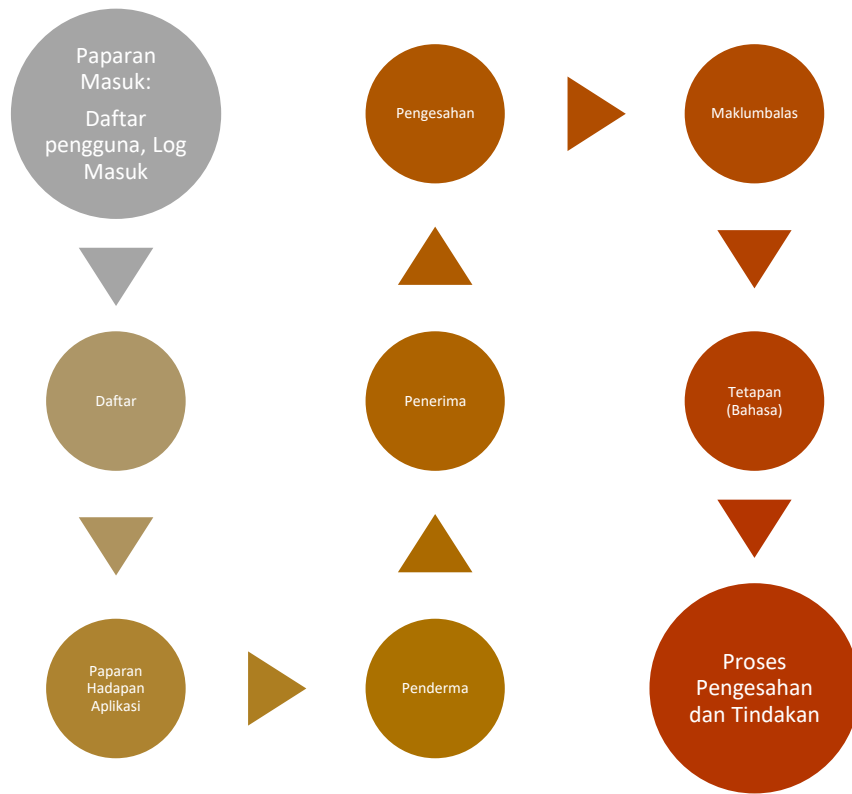 Paparan
Masuk:
Daftar
pengguna, Log
Masuk
Daftar
Paparan
Hadapan
Aplikasi
Penderma
Penerima
Pengesahan
Maklumbalas
Tetapan
(Bahasa)
Proses
Pengesahan
dan Tindakan